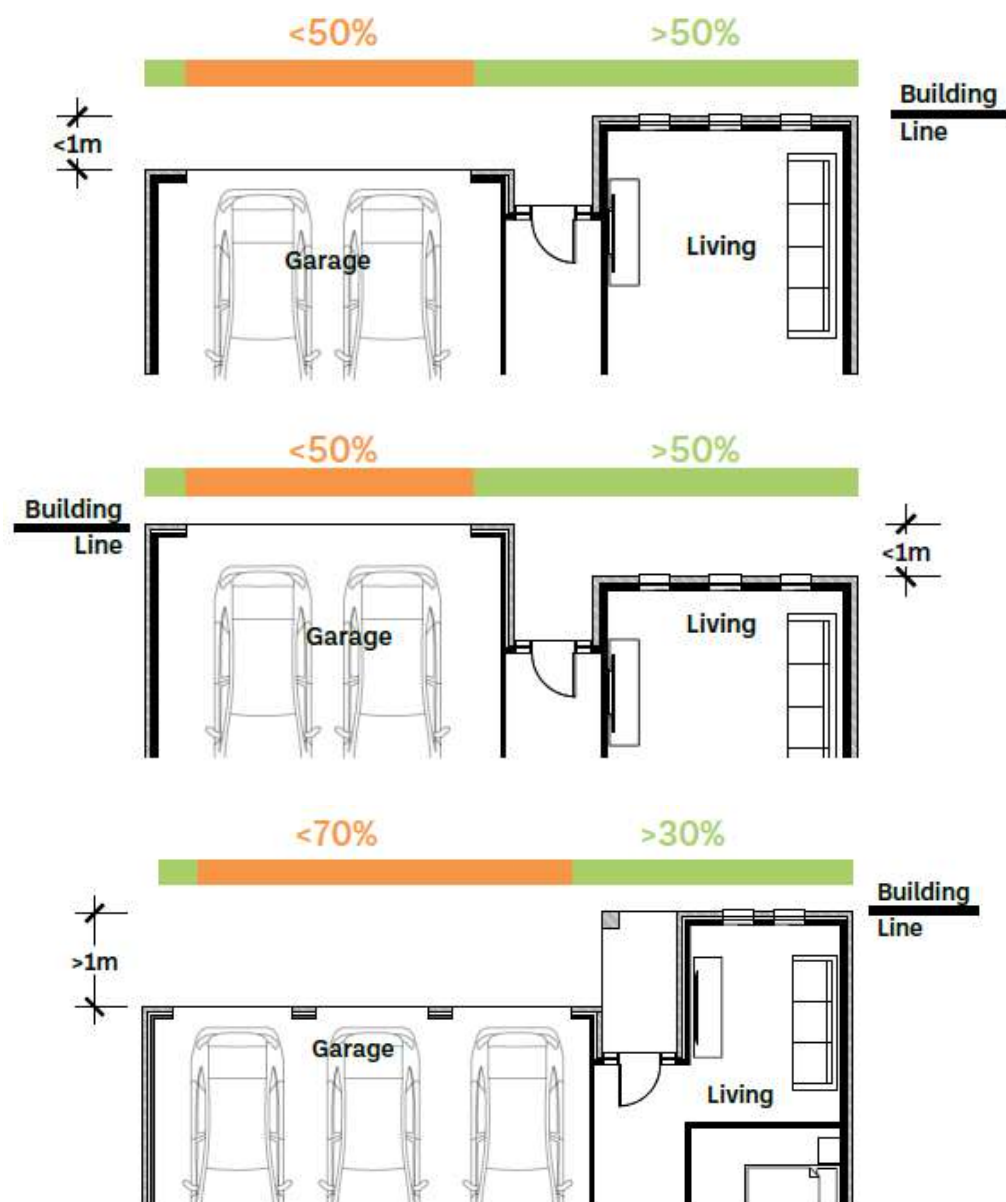 <50% >50%
Building
Line
<1m
Garage
Living
<50% >50%
Building
Line
<1m
Garage
Living
<70% >30%
Building
Line
>1m
Garage
Living